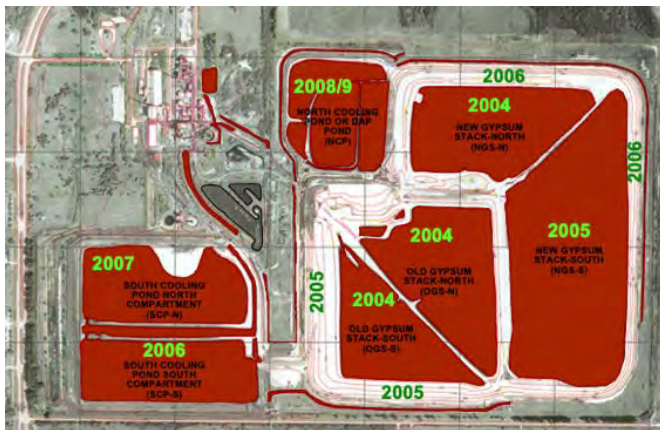 2008/9
NORTH COOLING
POND OR DAP
POND
(NCP)
2006
2004
NEW GYPSUM
STACK-NORTH
(NGS-N)
2006
2005
NEW GYPSUM
STACK-SOUTH
(NGS-S)
2004
OLD GYPSUM
STACK-NORTH
(OGS-N)
2004
OLD GYPSUM
STACK-SOUTH
(OGS-S)
2005
2005
2007
SOUTH COOLING
POND NORTH
COMPARTMENT
(SCP-N)
2006
SOUTH COOLING
POND SOUTH
COMPARTMENT
(SCP-S)